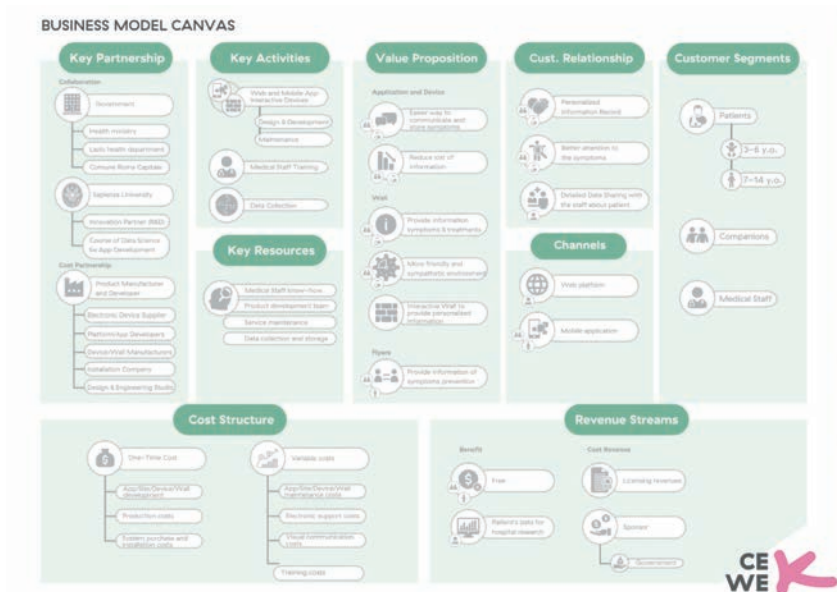 BUSINESS MODEL CANVAS
Key Partnership
Collaboration
Government
Health ministry
Lazio health department
Comune Roma Capitale
Sapienza University
Innovation Partner (R&D)
Course of Data Science
for App Development
Cost Partnership
Product Manufacturer
and Developer
Electronic Device Supplier
Platform/App Developers
Device/Wall Manufacturers
Installation Company
Design & Engineering Studio
Key Activities
Web and Mobile App
Interactive Devices
Design & Development
Maintenance
Medical Staff Training
Data Collection
Key Resources
Medical Staff know-how
Product development team
Service maintenance
Data collection and storage
Value Proposition
Application and Device
Easier way to
communicate and
store symptoms
Reduce cost of
information
Wall
Provide information
symptoms & treatments
More friendly and
sympathetic environment
Interactive Wall to
provide personalized
information
Flyers
Provide information of
symptoms prevention
Cust. Relationship
Personalized
Information Record
Better attention to
the symptoms
Detailed Data Sharing with
the staff about patient
Channels
Web platform
Mobile application
Customer Segments
Patients
3-6 y.o.
7-14 y.o.
Companions
Medical Staff
Cost Structure
One-Time Cost
App/Site/Device/Wall
development
Production costs
System purchase and
installation costs
Variable costs
App/Site/Device/Wall
maintenance costs
Electronic support costs
Visual communication
costs
Training costs
Revenue Streams
Benefit
Free
Patient's data for
hospital research
Cost Revenues
Licensing revenues
Sponsor
Government
CE
WE
K